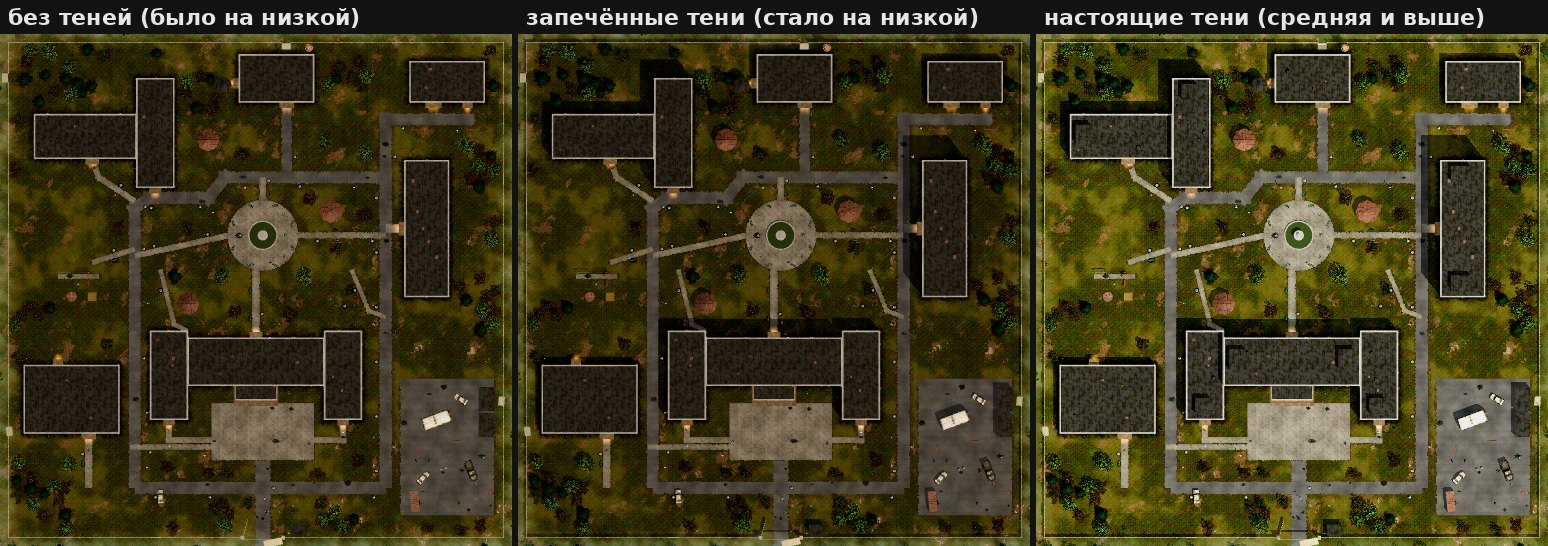 без теней (было на низкой)
запечённые тени (стало на низкой)
настоящие тени (средняя и выше)